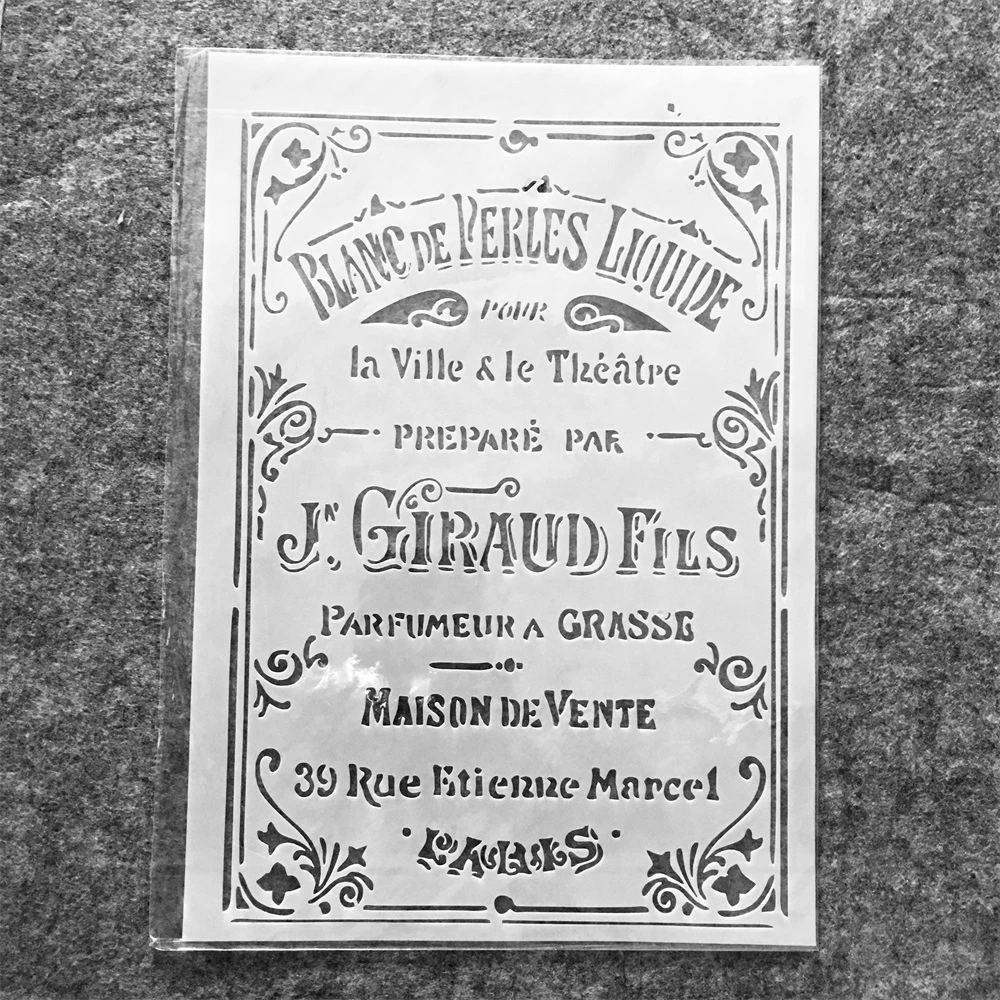 BLANC DE PERLES LIQUIDE
POUR
la Ville & le Théâtre
PREPARÉ PAR
JN. GIRAUD FILS
PARFUMEUR A GRASSE
MAISON DE VENTE
39 Rue Etienne Marcel